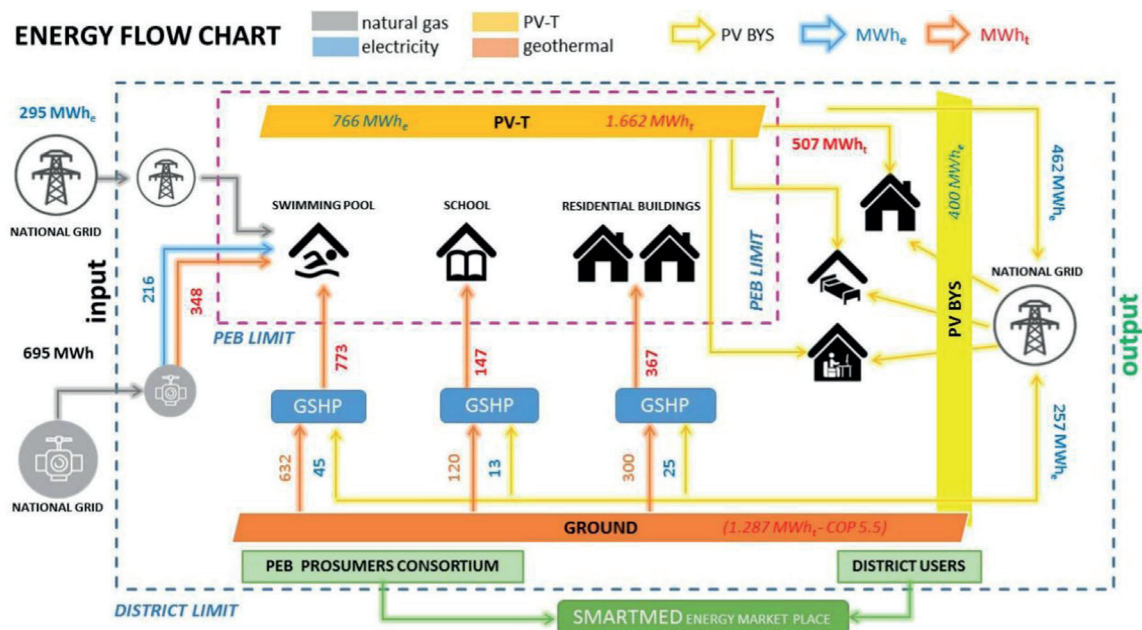 ENERGY FLOW CHART
natural gas
electricity
PV-T
geothermal
PV BYS
MWhe
MWht
295 MWhe
NATIONAL GRID
input
695 MWh
NATIONAL GRID
216
348
766 MWhe
PV-T
1.662 MWht
SWIMMING POOL
SCHOOL
RESIDENTIAL BUILDINGS
PEB LIMIT
PEB LIMIT
507 MWht
400 MWhe
PV BYS
462 MWhe
NATIONAL GRID
257 MWhe
output
773
147
367
GSHP
GSHP
GSHP
632
45
120
13
300
25
GROUND
(1.287 MWht - COP 5.5)
PEB PROSUMERS CONSORTIUM
DISTRICT USERS
DISTRICT LIMIT
SMARTMED ENERGY MARKET PLACE